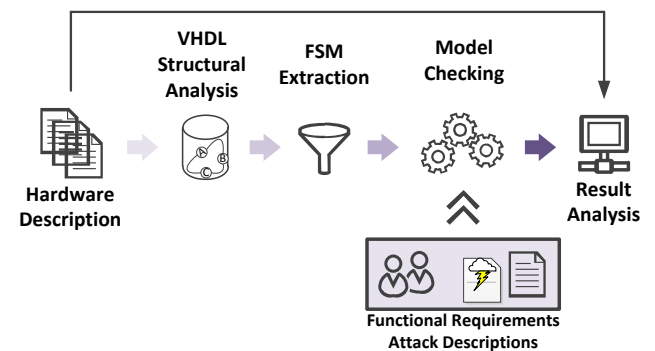 VHDL
Structural
Analysis
FSM
Extraction
Model
Checking
A
B
C
Hardware
Description
Result
Analysis
Functional Requirements
Attack Descriptions